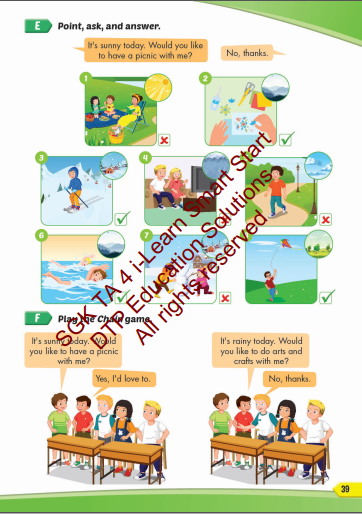 E Point, ask, and answer.
It's sunny today. Would you like
to have a picnic with me?
No, thanks.
1
2
3
4
6
7
SGK TA 4 i-Learn Smart Start
DTP Education Solutions
All rights reserved
F Play the Chain game.
It's sunny today. Would
you like to have a picnic
with me?
Yes, I'd love to.
It's rainy today. Would
you like to do arts and
crafts with me?
No, thanks.
39